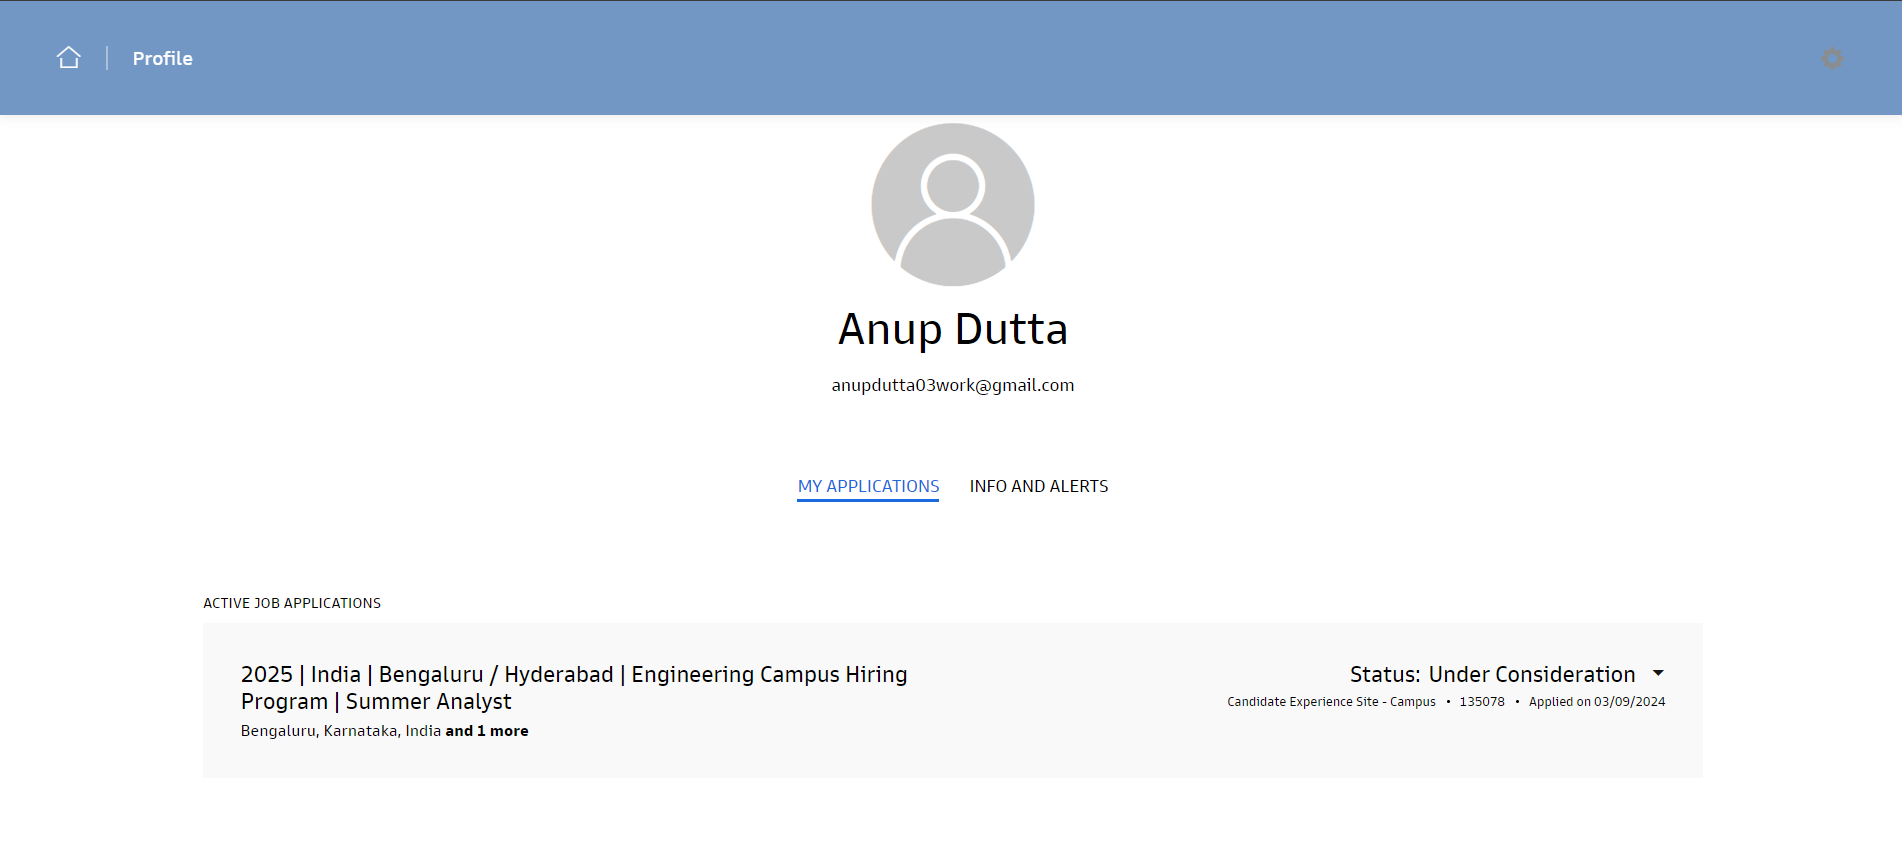 Profile
Anup Dutta
anupdutta03work@gmail.com
MY APPLICATIONS INFO AND ALERTS
ACTIVE JOB APPLICATIONS
2025 | India | Bengaluru / Hyderabad | Engineering Campus Hiring
Program | Summer Analyst
Bengaluru, Karnataka, India and 1 more
Status: Under Consideration
Candidate Experience Site - Campus • 135078 • Applied on 03/09/2024